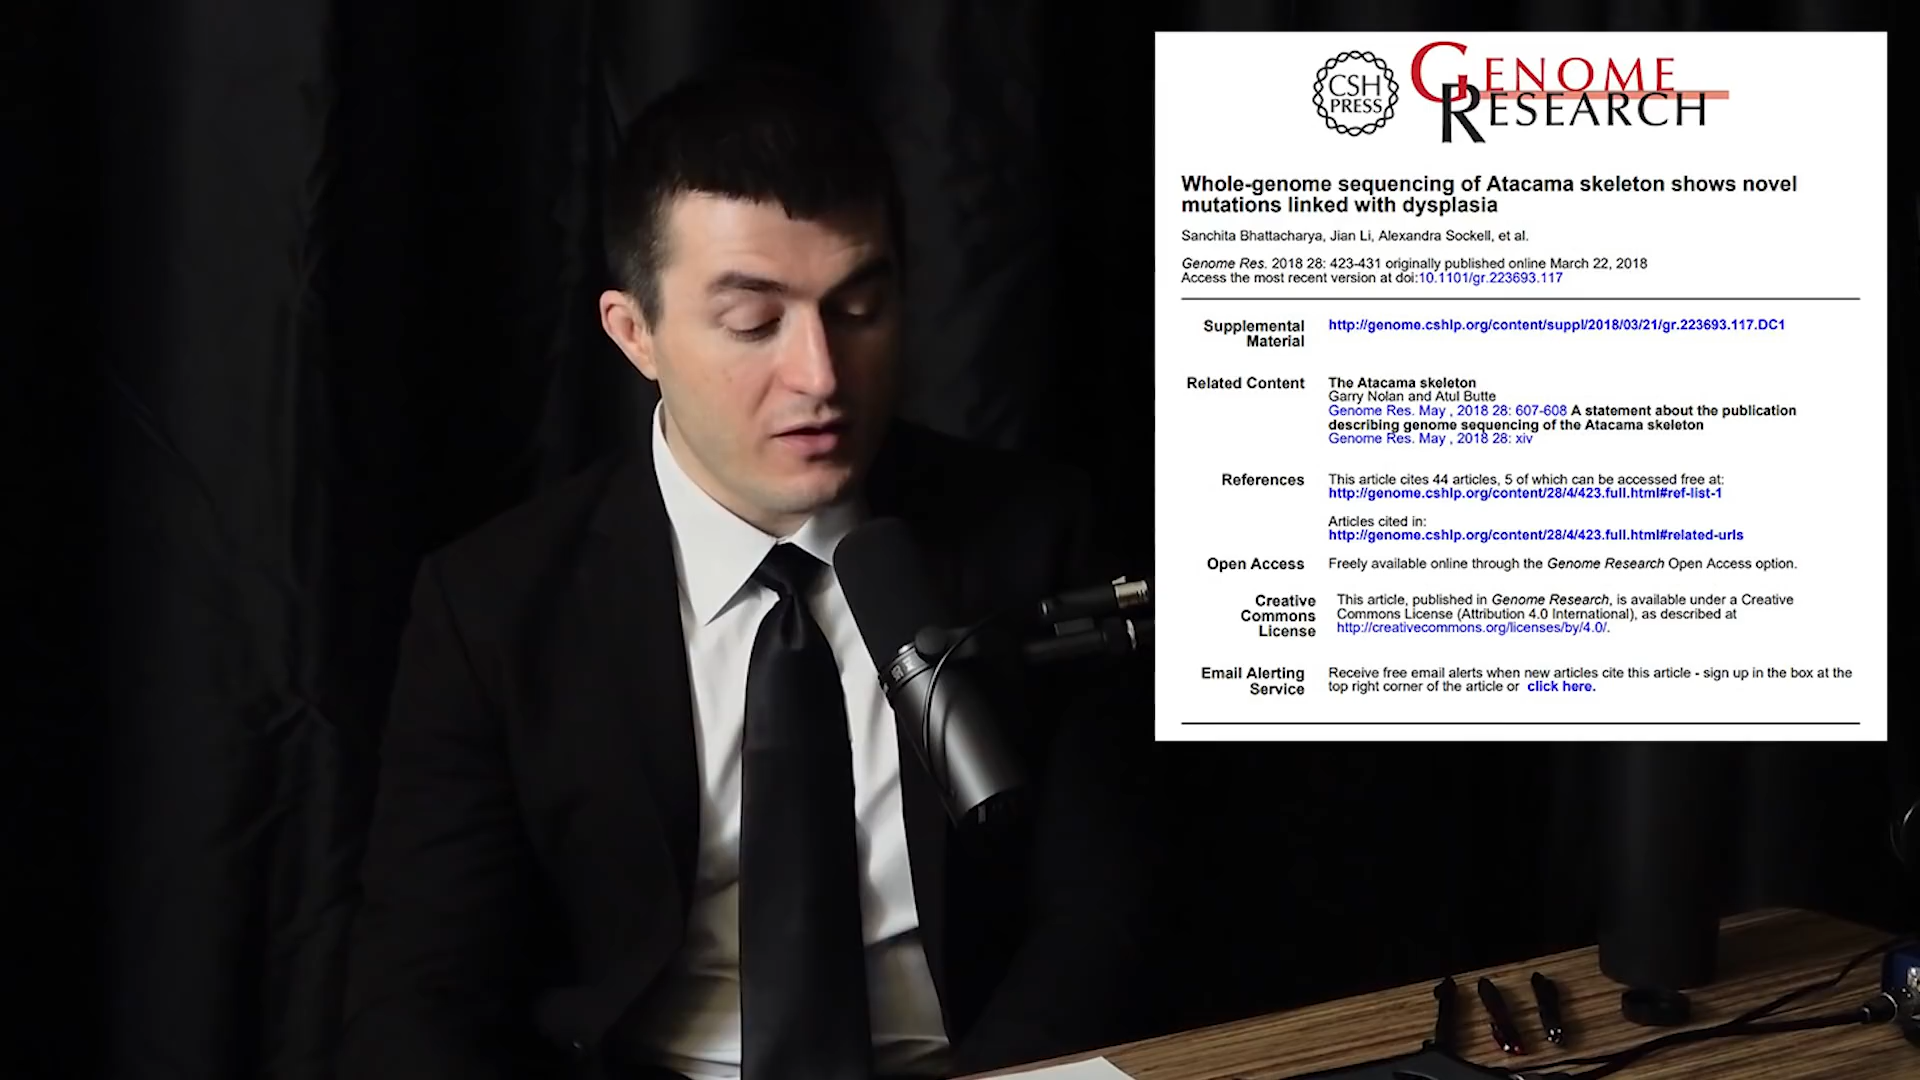 CSH
PRESS
GENOME
RESEARCH
Whole-genome sequencing of Atacama skeleton shows novel
mutations linked with dysplasia
Sanchita Bhattacharya, Jian Li, Alexandra Sockell, et al.
Genome Res. 2018 28: 423-431 originally published online March 22, 2018
Access the most recent version at doi:10.1101/gr.223693.117
Supplemental
Material
http://genome.cshlp.org/content/suppl/2018/03/21/gr.223693.117.DC1
Related Content
The Atacama skeleton
Garry Nolan and Atul Butte
Genome Res. May , 2018 28: 607-608 A statement about the publication
describing genome sequencing of the Atacama skeleton
Genome Res. May , 2018 28: xiv
References
This article cites 44 articles, 5 of which can be accessed free at:
http://genome.cshlp.org/content/28/4/423.full.html#ref-list-1
Articles cited in:
http://genome.cshlp.org/content/28/4/423.full.html#related-urls
Open Access
Freely available online through the Genome Research Open Access option.
Creative
Commons
License
This article, published in Genome Research, is available under a Creative
Commons License (Attribution 4.0 International), as described at
http://creativecommons.org/licenses/by/4.0/.
Email Alerting
Service
Receive free email alerts when new articles cite this article - sign up in the box at the
top right corner of the article or click here.